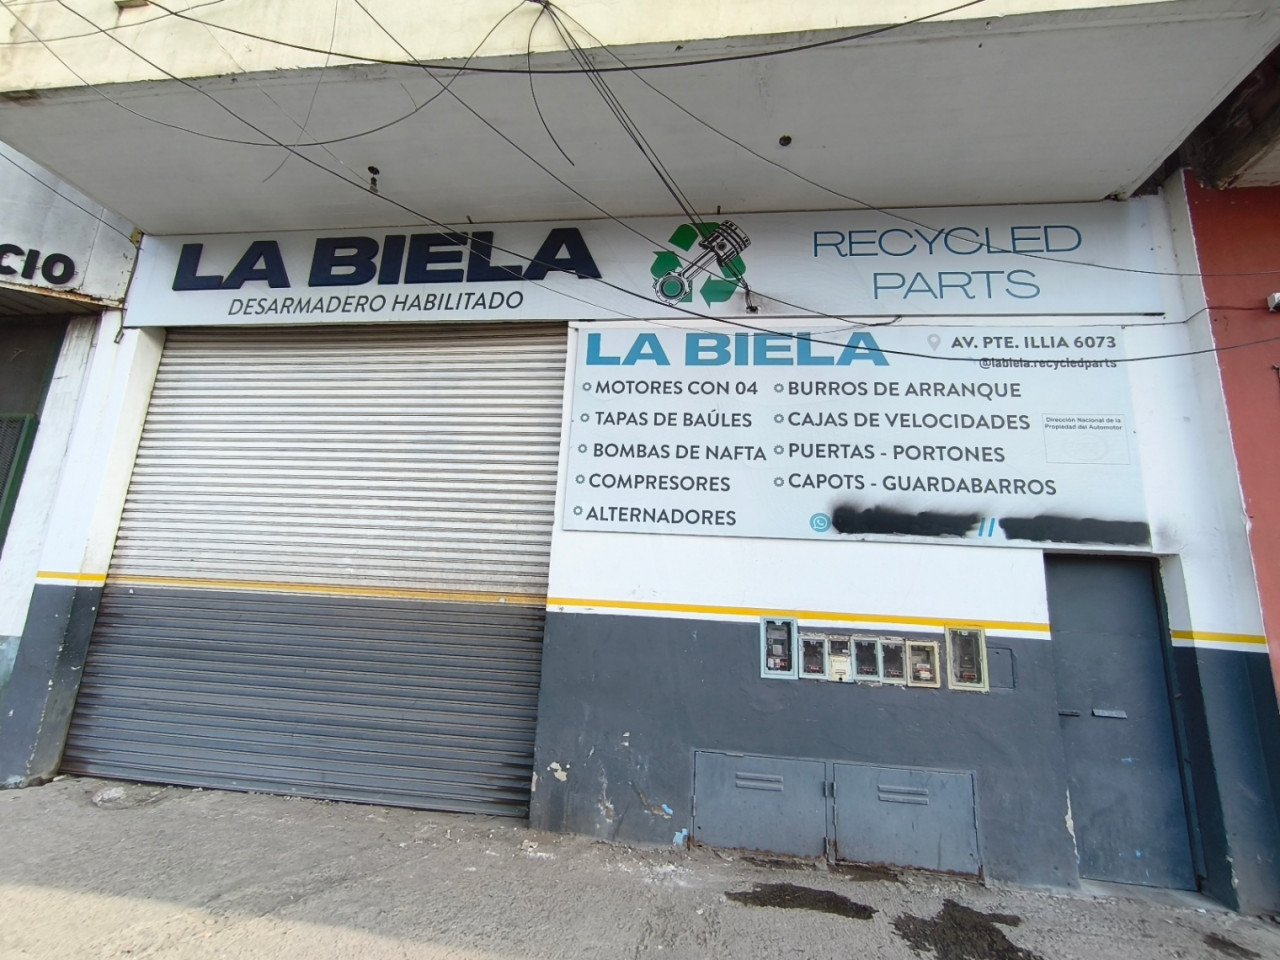 CIO
LA BIELA
DESARMADERO HABILITADO
RECYCLED
PARTS
LA BIELA
AV. PTE. ILLIA 6073
@labiela.recycledparts
MOTORES CON 04
TAPAS DE BAÚLES
BOMBAS DE NAFTA
COMPRESORES
ALTERNADORES
BURROS DE ARRANQUE
CAJAS DE VELOCIDADES
PUERTAS - PORTONES
CAPOTS - GUARDABARROS
Dirección Nacional de la
Propiedad del Automotor
//